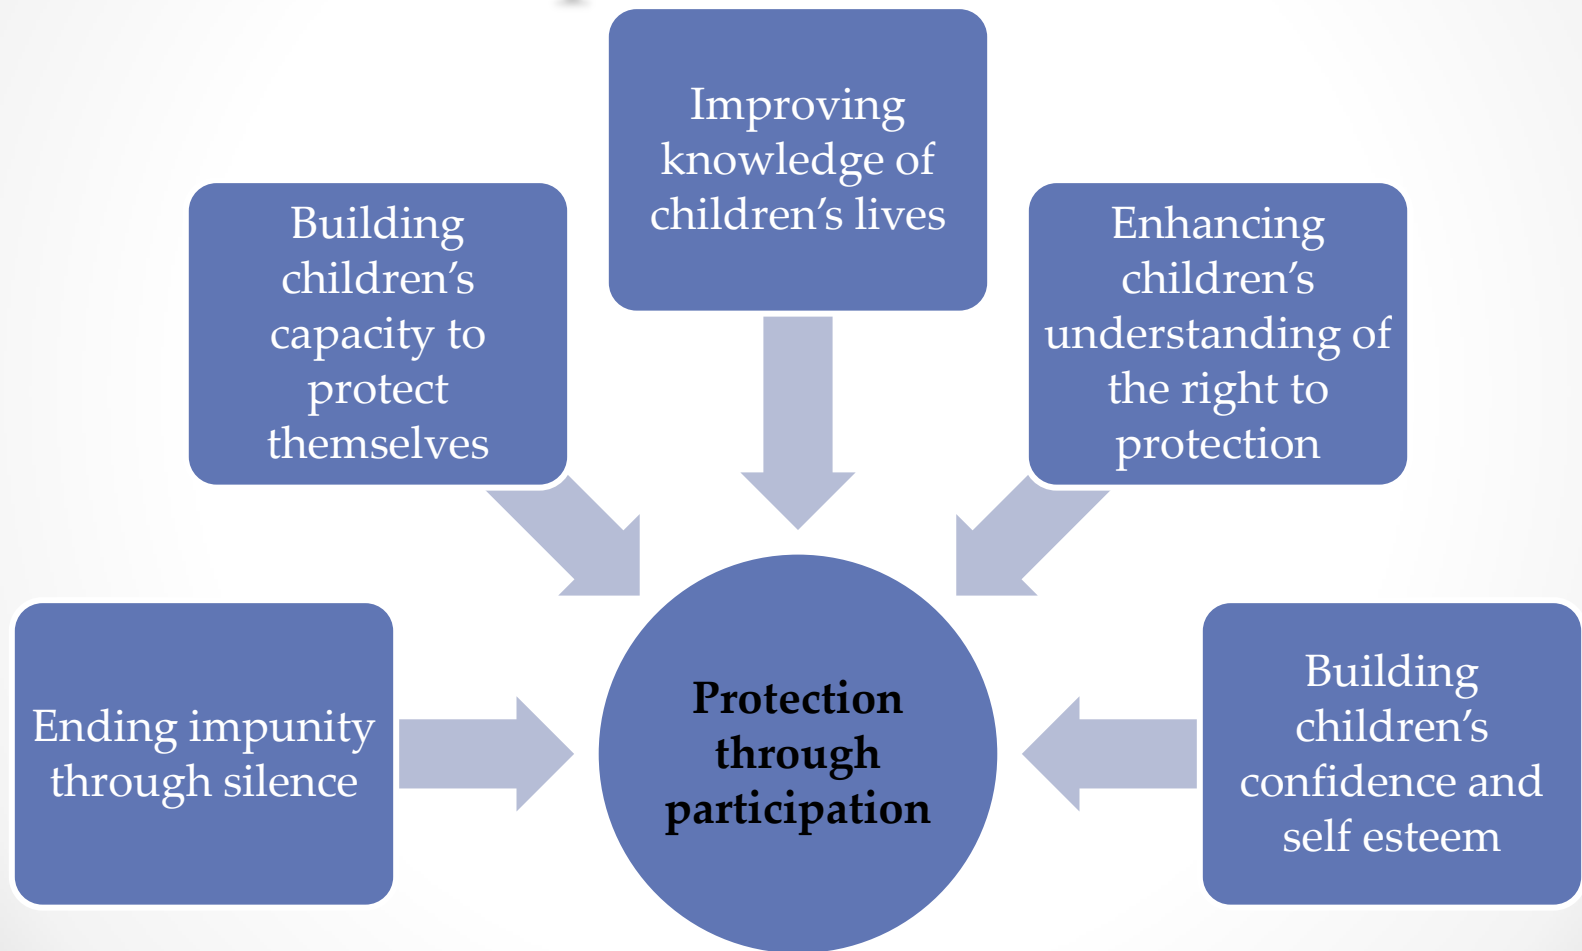 Improving
knowledge of
children’s lives
Building
children’s
capacity to
protect
themselves
Enhancing
children’s
understanding of
the right to
protection
Ending impunity
through silence
Protection
through
participation
Building
children’s
confidence and
self esteem